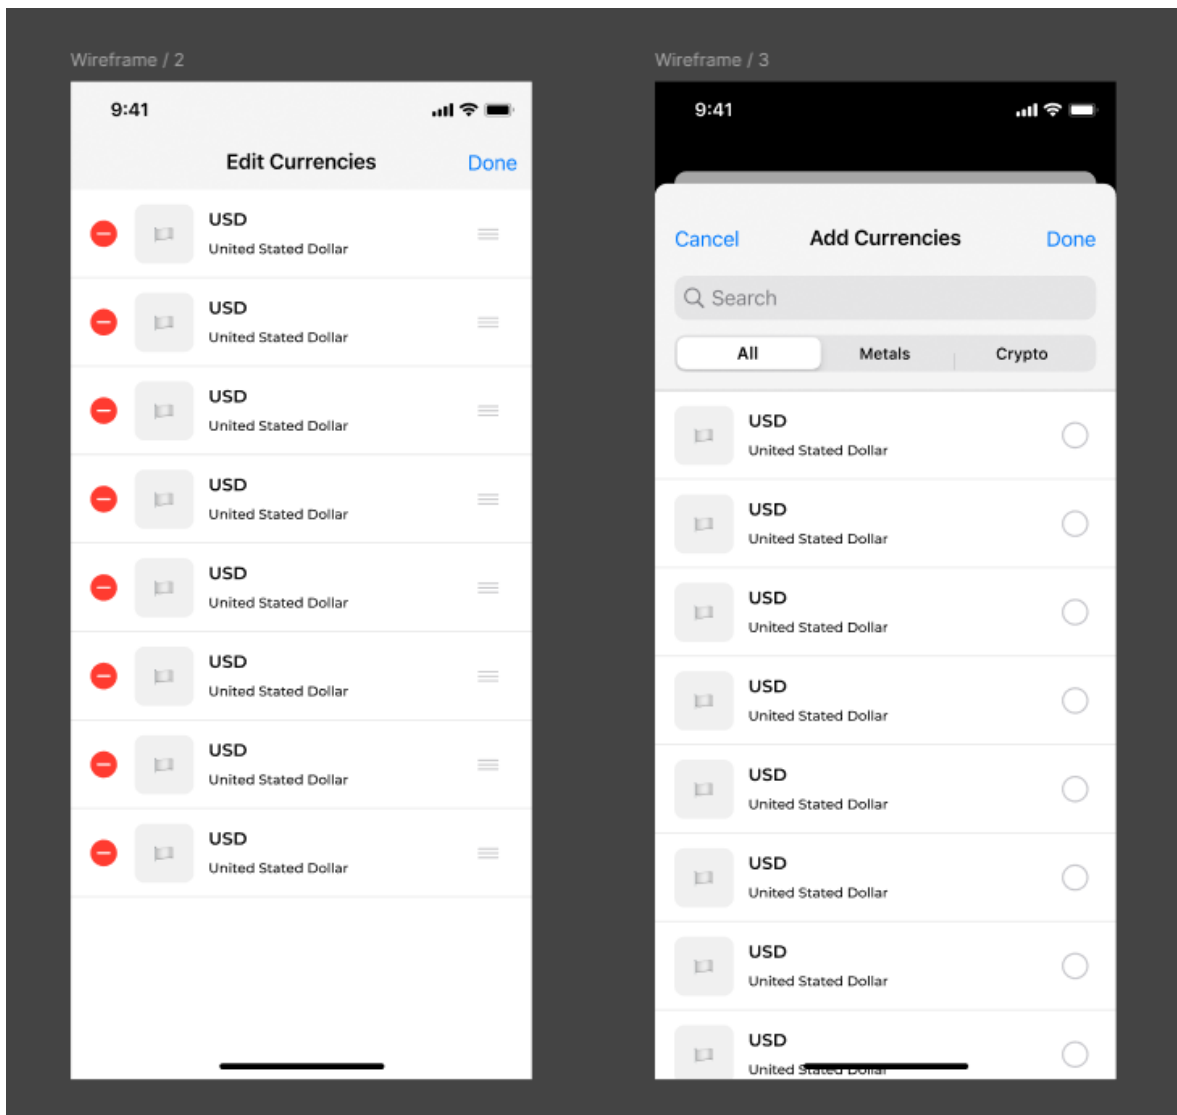 Wireframe / 2
9:41
Edit Currencies
Done
USD
United Stated Dollar
USD
United Stated Dollar
USD
United Stated Dollar
USD
United Stated Dollar
USD
United Stated Dollar
USD
United Stated Dollar
USD
United Stated Dollar
USD
United Stated Dollar
Wireframe / 3
9:41
Cancel
Add Currencies
Done
Search
All
Metals
Crypto
USD
United Stated Dollar
USD
United Stated Dollar
USD
United Stated Dollar
USD
United Stated Dollar
USD
United Stated Dollar
USD
United Stated Dollar
USD
United Stated Dollar
USD
United Stated Dollar